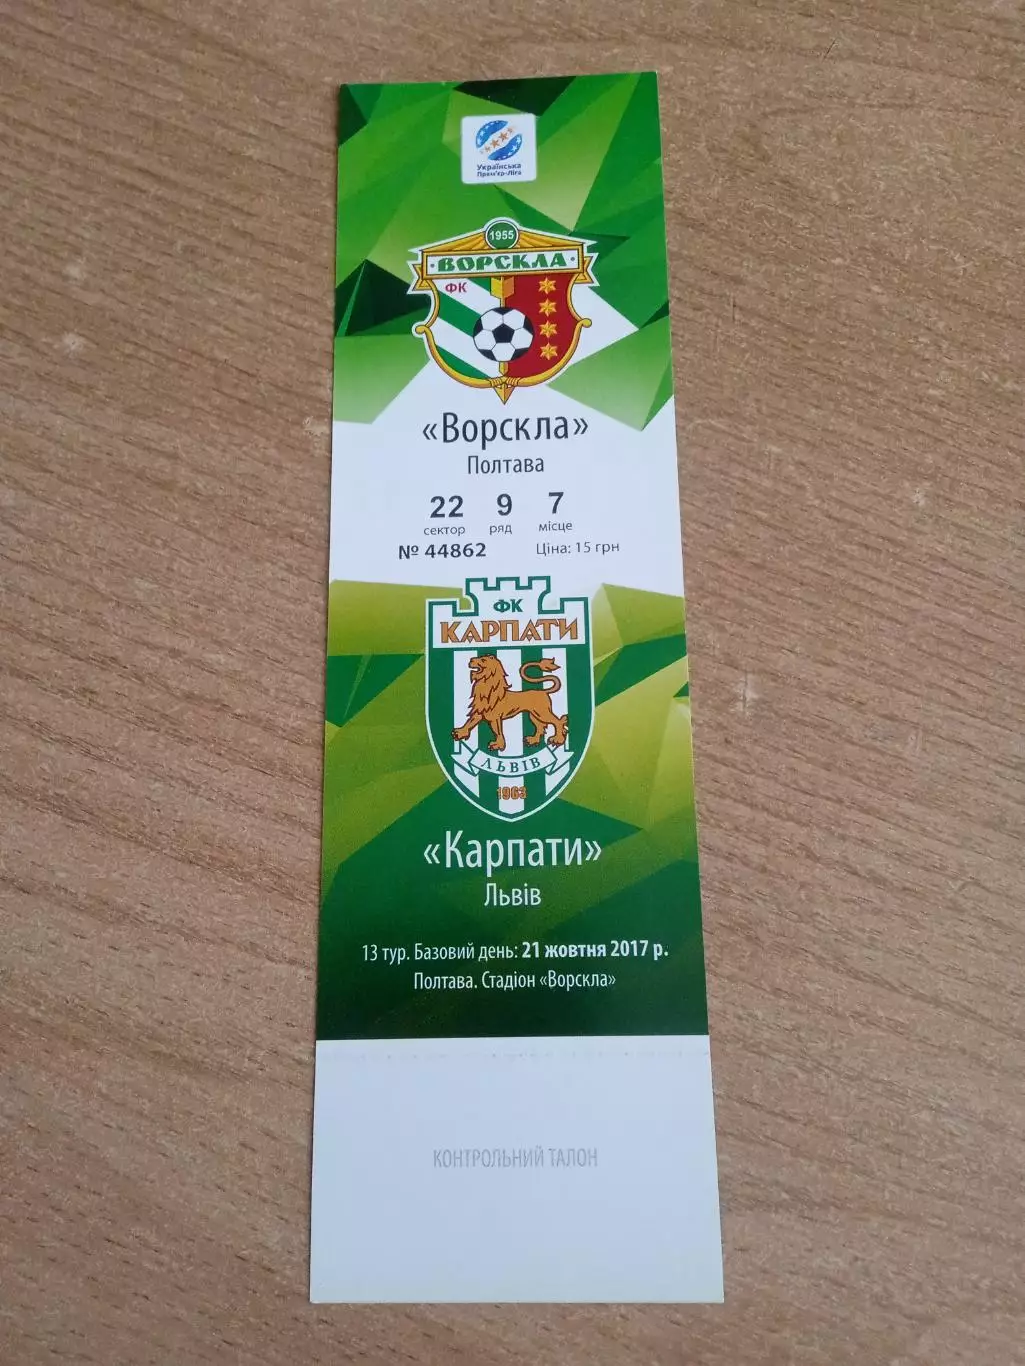 Українська
Прем'єр-Ліга
1955
ВОРСКЛА
ФК
«Ворскла»
Полтава
22 9 7
сектор ряд місце
№ 44862 Ціна: 15 грн
ФК
КАРПАТИ
ЛЬВІВ
1963
«Карпати»
Львів
13 тур. Базовий день: 21 жовтня 2017 р.
Полтава. Стадіон «Ворскла»
КОНТРОЛЬНИЙ ТАЛОН